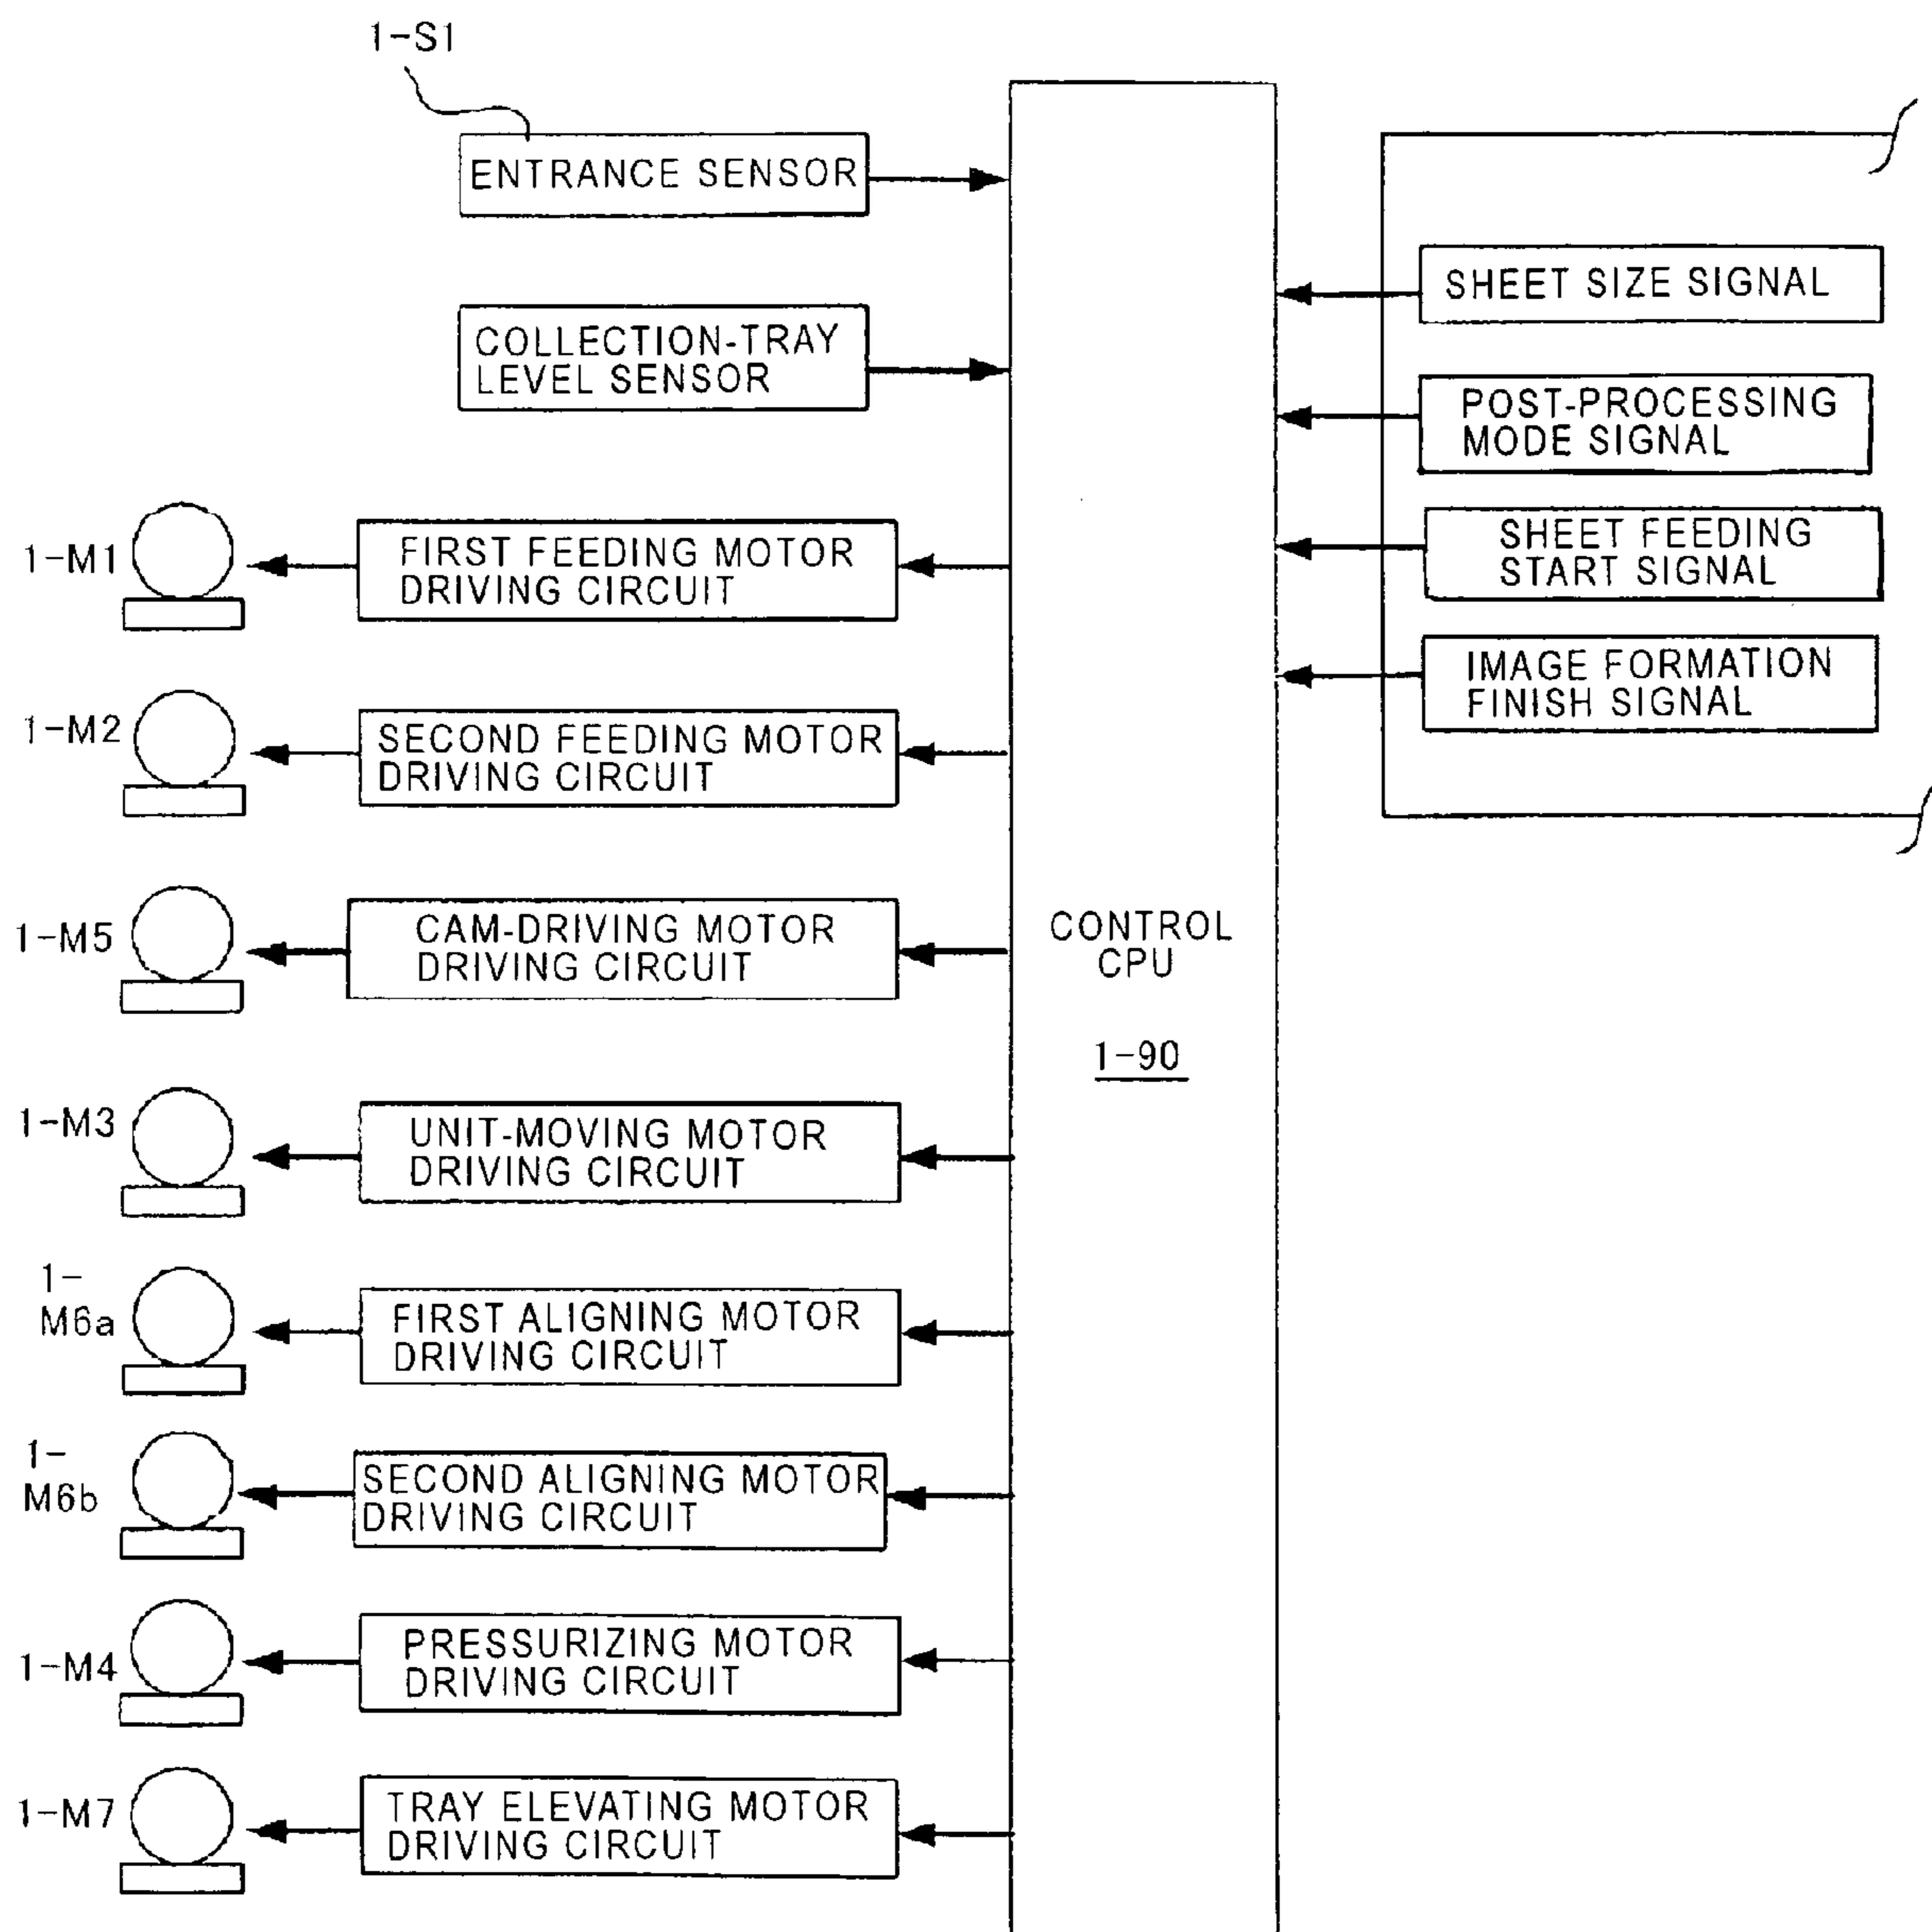 1-S1
ENTRANCE SENSOR
COLLECTION-TRAY
LEVEL SENSOR
1-M1
FIRST FEEDING MOTOR
DRIVING CIRCUIT
1-M2
SECOND FEEDING MOTOR
DRIVING CIRCUIT
1-M5
CAM-DRIVING MOTOR
DRIVING CIRCUIT
1-M3
UNIT-MOVING MOTOR
DRIVING CIRCUIT
1-
M6a
FIRST ALIGNING MOTOR
DRIVING CIRCUIT
1-
M6b
SECOND ALIGNING MOTOR
DRIVING CIRCUIT
1-M4
PRESSURIZING MOTOR
DRIVING CIRCUIT
1-M7
TRAY ELEVATING MOTOR
DRIVING CIRCUIT
CONTROL
CPU
1-90
SHEET SIZE SIGNAL
POST-PROCESSING
MODE SIGNAL
SHEET FEEDING
START SIGNAL
IMAGE FORMATION
FINISH SIGNAL